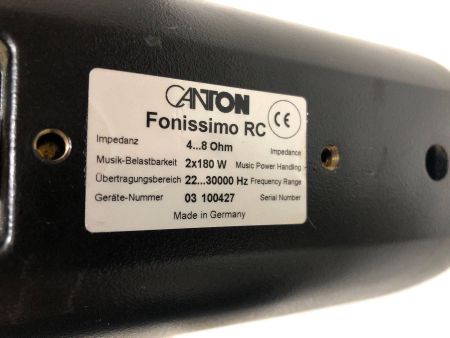 CANTON
Fonissimo RC CE
Impedanz 4...8 Ohm Impedance
Musik-Belastbarkeit 2x180 W Music Power Handling
Übertragungsbereich 22...30000 Hz Frequency Range
Geräte-Nummer 03 100427 Serial Number
Made in Germany